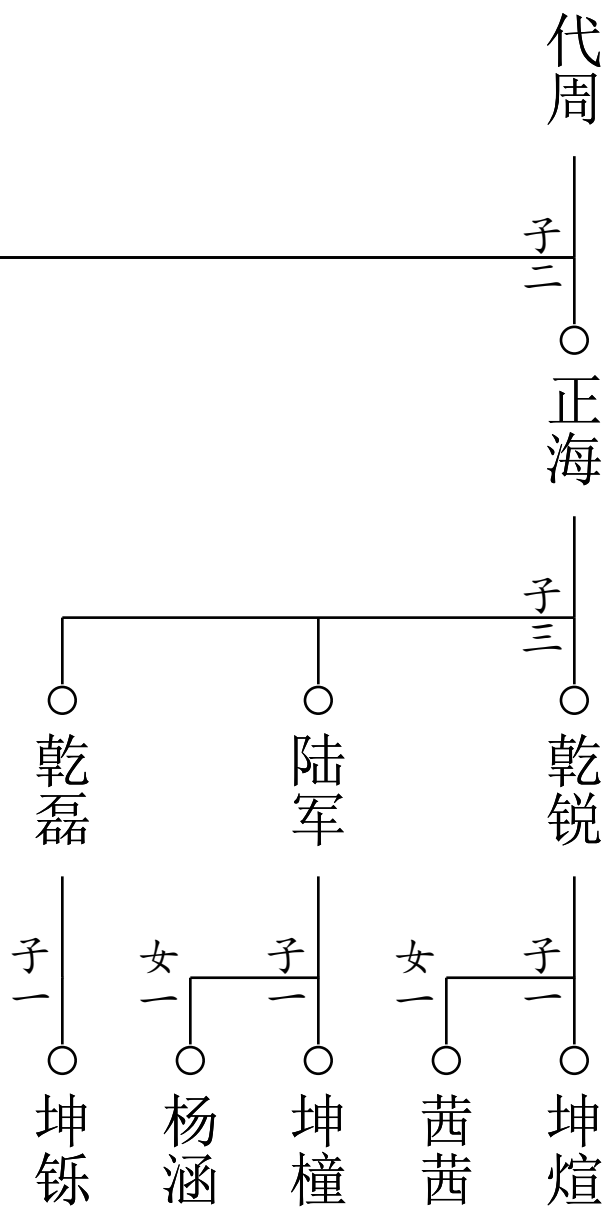 代周
子二
正海
子三
乾锐
陆军
乾磊
子一
女一
子一
女一
子一
坤煊
茜茜
坤橦
杨涵
坤铄